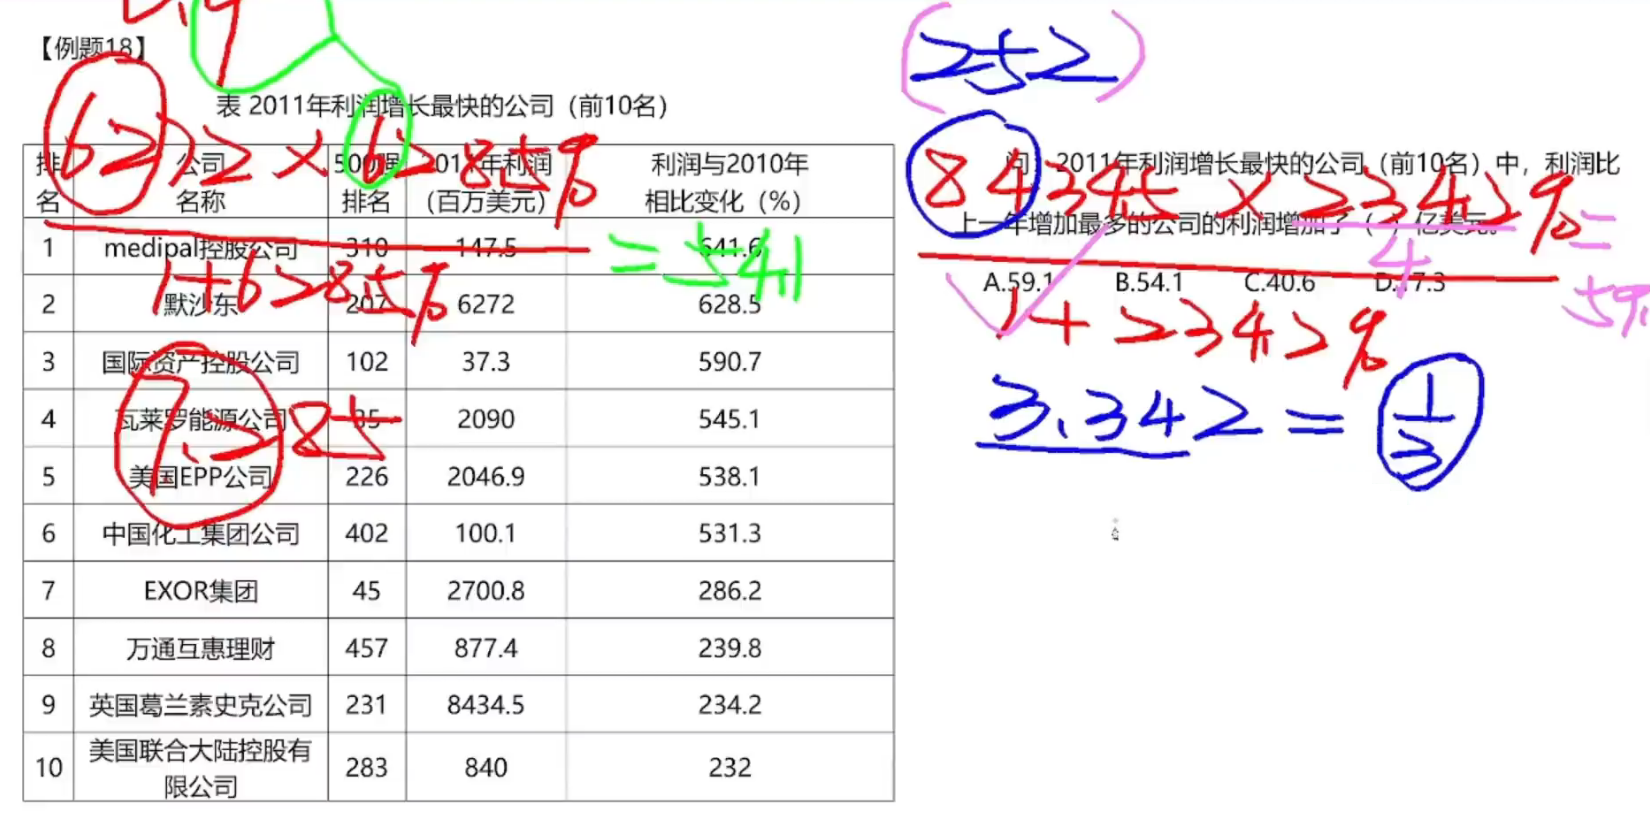 (252)
【例题18】
表 2011年利润增长最快的公司（前10名）
6272 × 628.5%
1+628.5%
= 541
7.285
排名 公司名称 500强排名 2011年利润（百万美元） 利润与2010年相比变化（%）
1 medipal控股公司 310 147.5 641.6
2 默沙东 207 6272 628.5
3 国际资产控股公司 102 37.3 590.7
4 瓦莱罗能源公司 35 2090 545.1
5 美国EPP公司 226 2046.9 538.1
6 中国化工集团公司 402 100.1 531.3
7 EXOR集团 45 2700.8 286.2
8 万通互惠理财 457 877.4 239.8
9 英国葛兰素史克公司 231 8434.5 234.2
10 美国联合大陆控股有限公司 283 840 232
问：2011年利润增长最快的公司（前10名）中，利润比
上一年增加最多的公司的利润增加了（ ）亿美元。
A.59.1 B.54.1 C.40.6
8434.5 × 234.2%
1+234.2%
=
4
59.
3.342 = 1/3